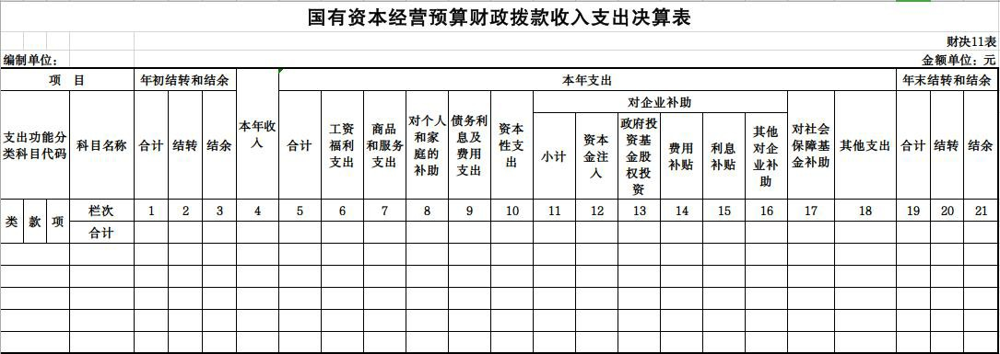 国有资本经营预算财政拨款收入支出决算表
财决11表
编制单位： 金额单位：元
项 目 年初结转和结余 本年收入 本年支出 年末结转和结余
支出功能分类科目代码 科目名称 合计 结转 结余 合计 工资福利支出 商品和服务支出 对个人和家庭的补助 债务利息及费用支出 资本性支出 对企业补助 对社会保障基金补助 其他支出 合计 结转 结余
小计 资本金注入 政府投资基金股权投资 费用补贴 利息补贴 其他对企业补助
类 款 项 栏次 1 2 3 4 5 6 7 8 9 10 11 12 13 14 15 16 17 18 19 20 21
合计